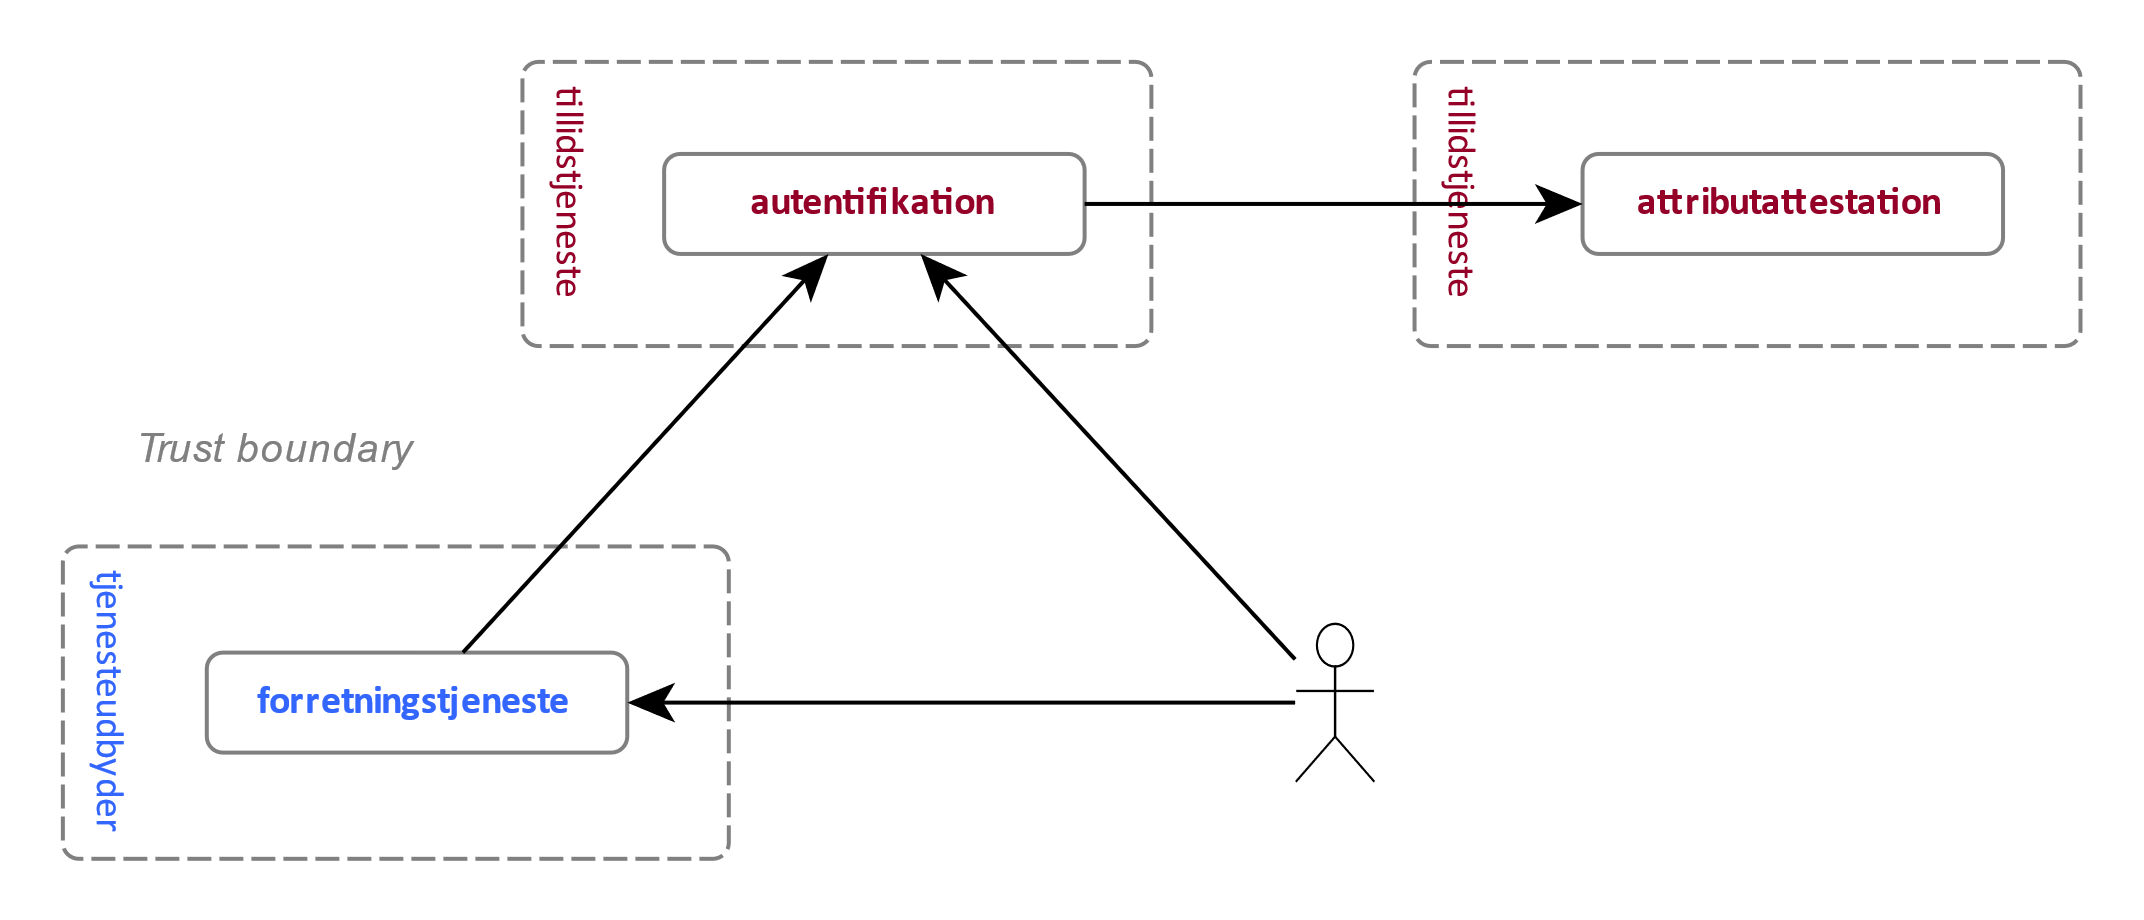 tillidstjeneste
autentifikation
tillidstjeneste
attributattestation
Trust boundary
tjenesteudbyder
forretningstjeneste